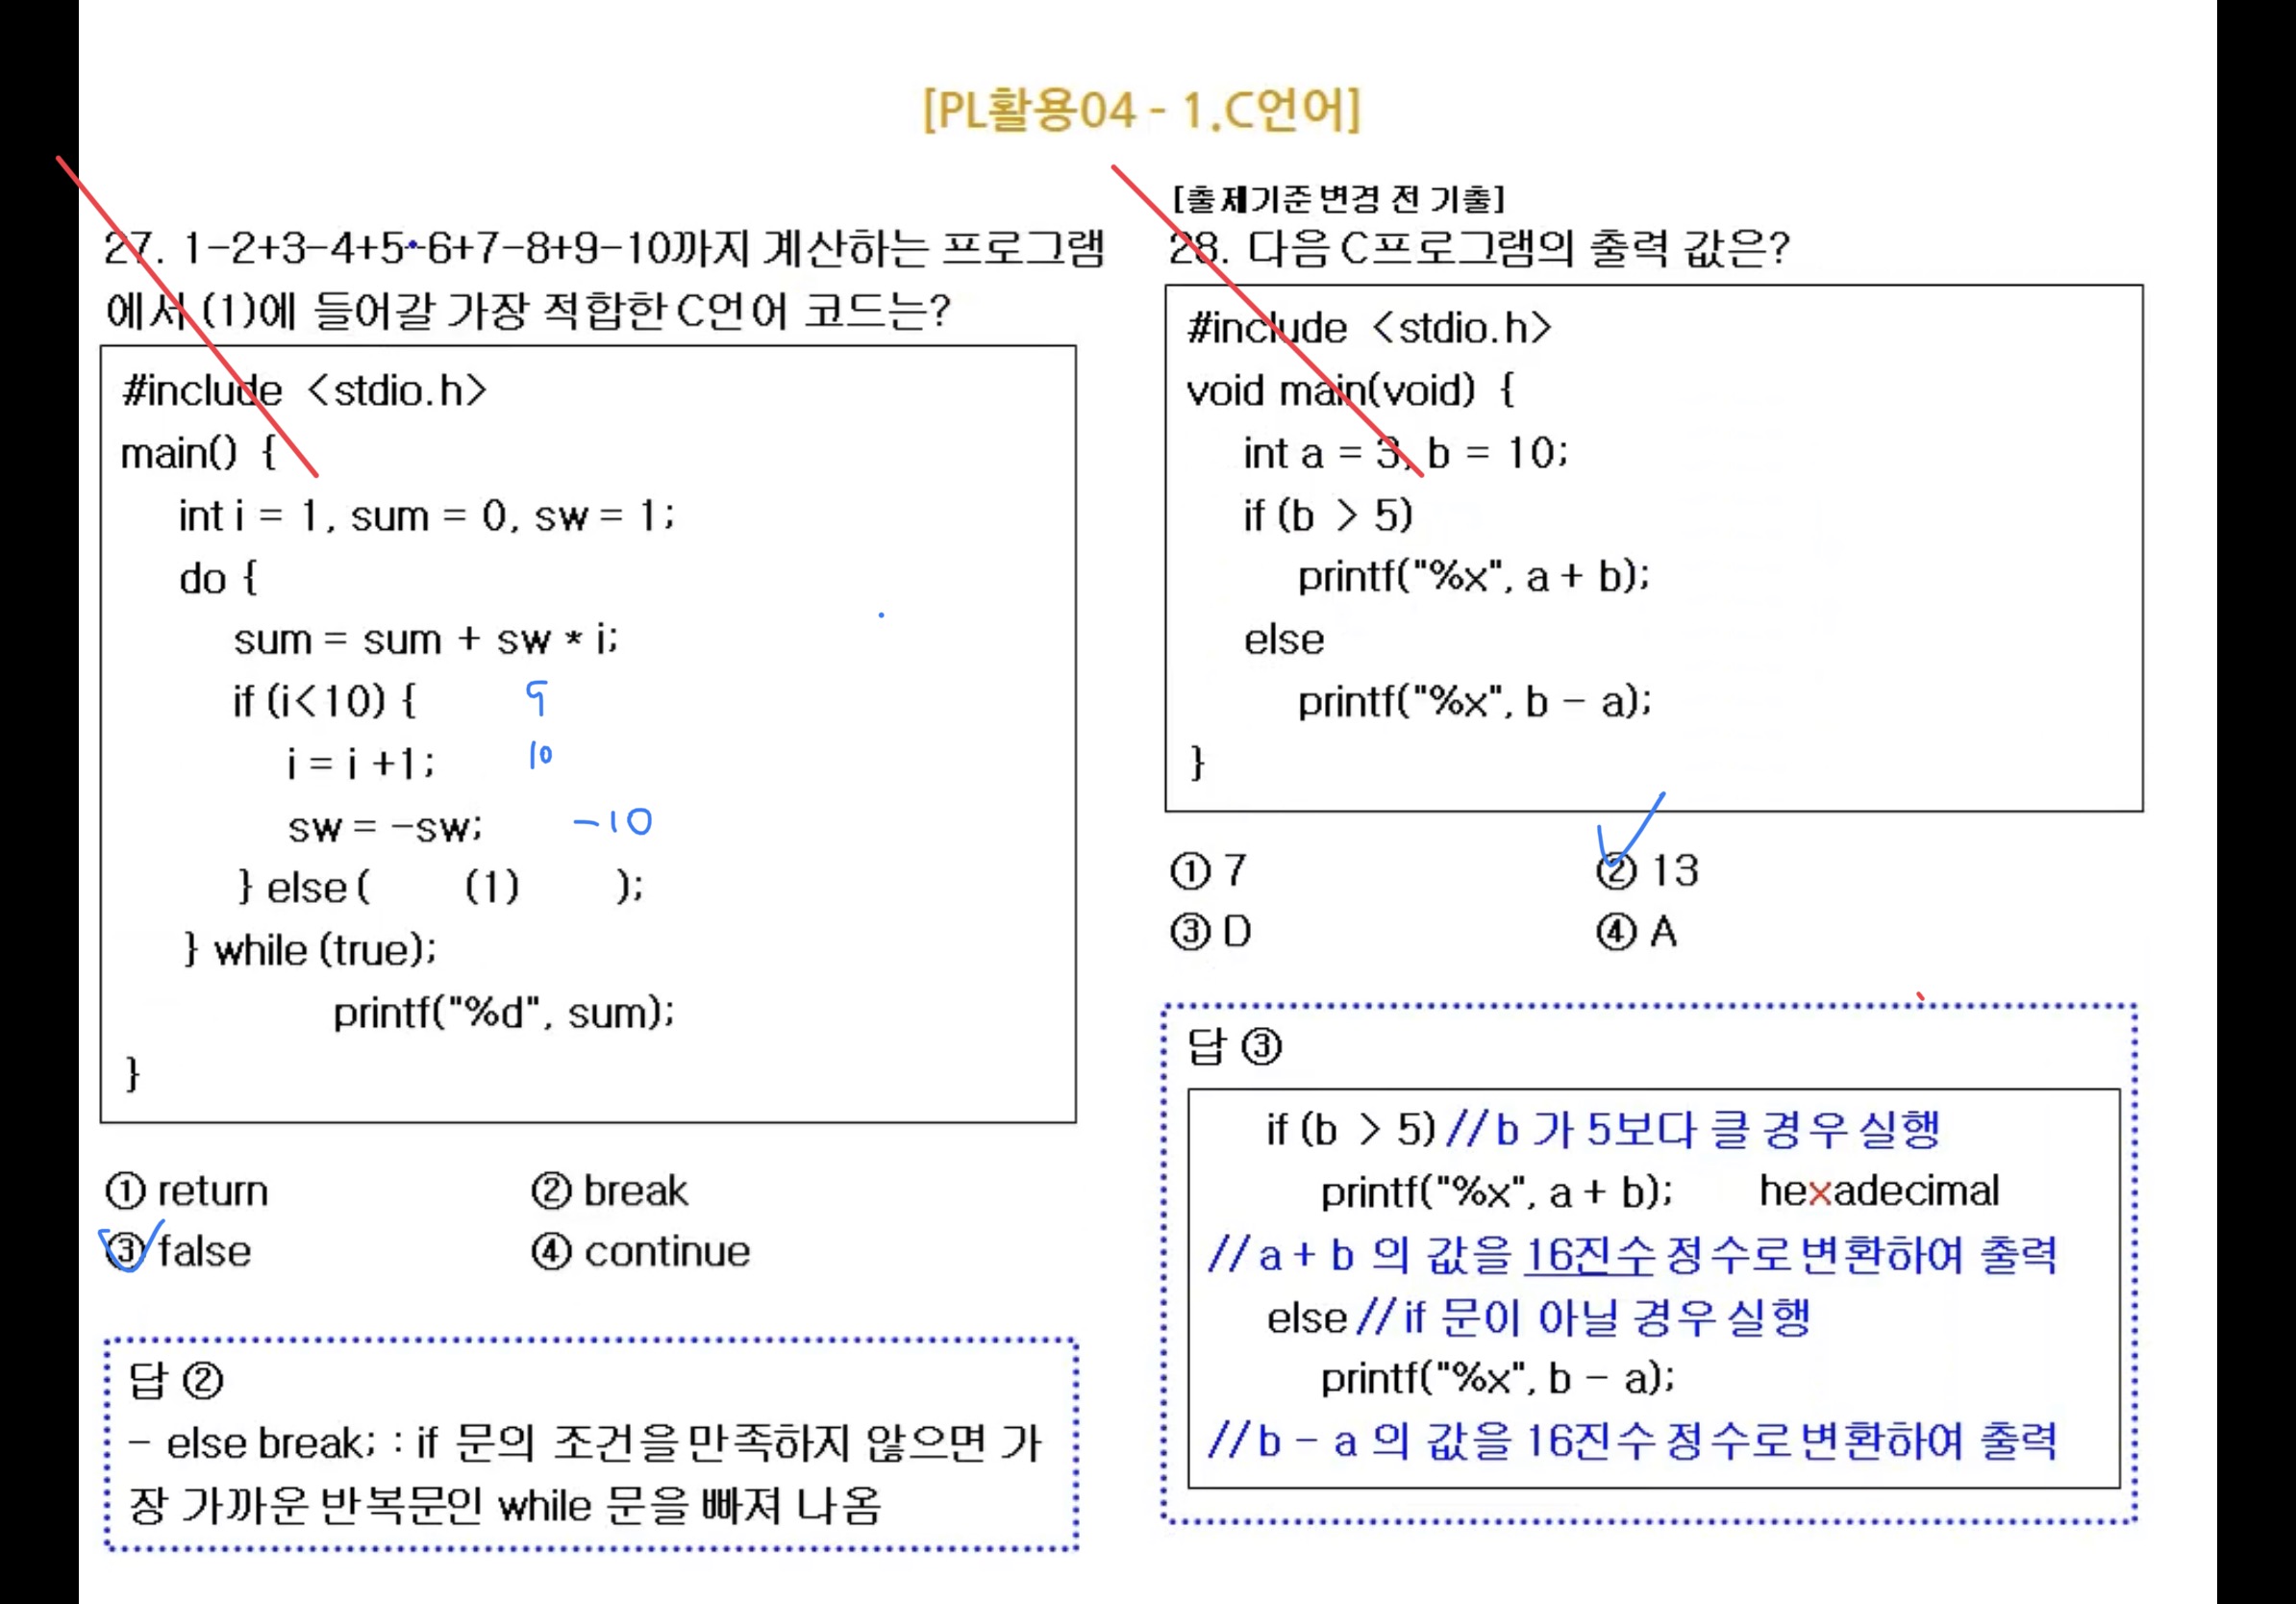 [PL활용04 - 1.C언어]
27. 1-2+3-4+5-6+7-8+9-10까지 계산하는 프로그램
에서 (1)에 들어갈 가장 적합한 C언어 코드는?
#include <stdio.h>
main() {
int i = 1, sum = 0, sw = 1;
do {
sum = sum + sw * i;
if (i<10) { 9
i = i +1; 10
sw = -sw; -10
} else ( (1) );
} while (true);
printf("%d", sum);
}
① return ② break
③ false ④ continue
답 ②
- else break; : if 문의 조건을 만족하지 않으면 가
장 가까운 반복문인 while 문을 빠져 나옴
[출제기준 변경 전 기출]
28. 다음 C프로그램의 출력 값은?
#include <stdio.h>
void main(void) {
int a = 3, b = 10;
if (b > 5)
printf("%x", a + b);
else
printf("%x", b - a);
}
① 7 ② 13
③ D ④ A
답 ③
if (b > 5) //b 가 5보다 클 경우 실행
printf("%x", a + b); hexadecimal
//a + b 의 값을 16진수 정수로 변환하여 출력
else // if 문이 아닐 경우 실행
printf("%x", b - a);
//b - a 의 값을 16진수 정수로 변환하여 출력